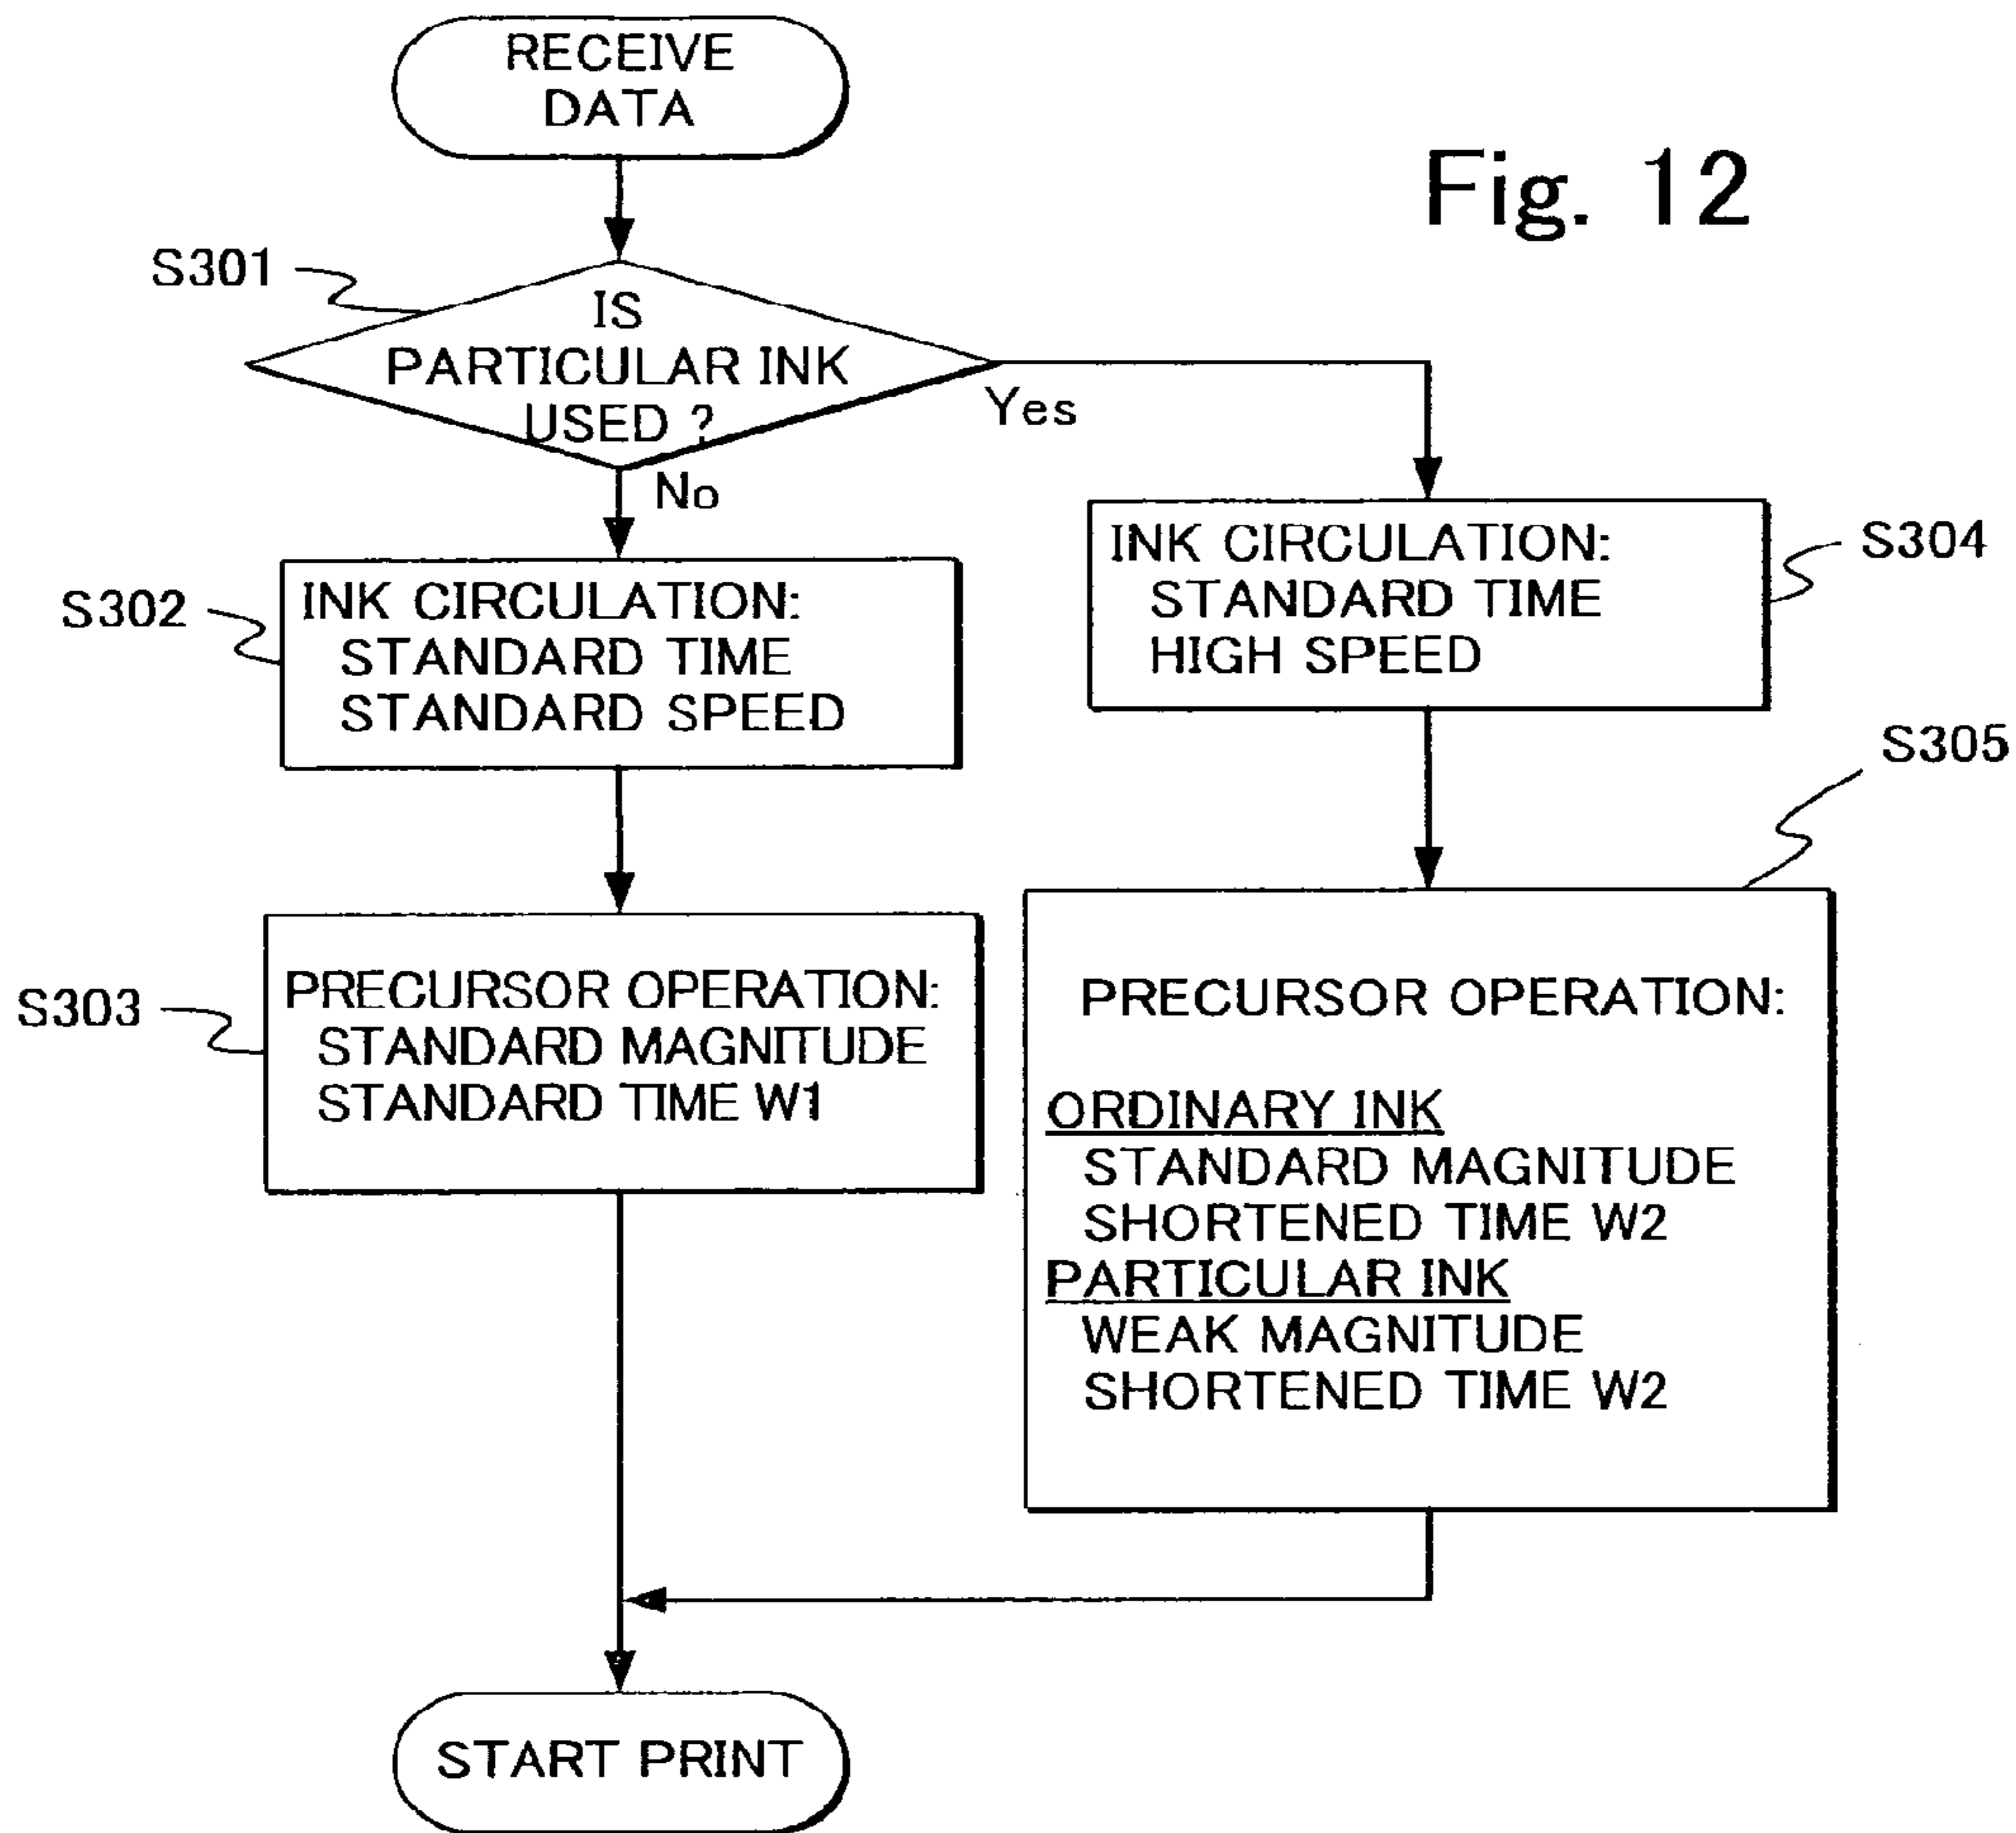 RECEIVE
DATA
Fig. 12
S301
IS
PARTICULAR INK
USED ?
Yes
No
S302
INK CIRCULATION:
STANDARD TIME
STANDARD SPEED
S304
INK CIRCULATION:
STANDARD TIME
HIGH SPEED
S303
PRECURSOR OPERATION:
STANDARD MAGNITUDE
STANDARD TIME W1
S305
PRECURSOR OPERATION:
ORDINARY INK
STANDARD MAGNITUDE
SHORTENED TIME W2
PARTICULAR INK
WEAK MAGNITUDE
SHORTENED TIME W2
START PRINT